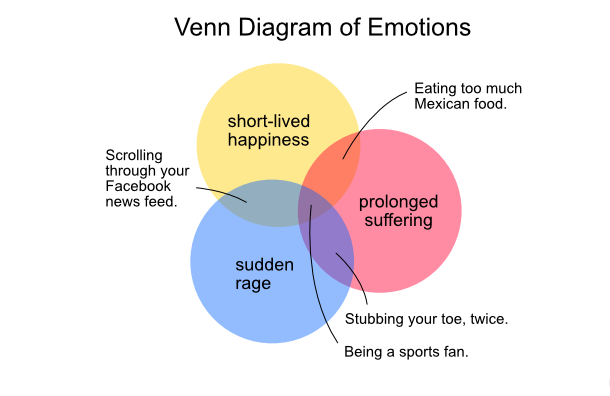 Venn Diagram of Emotions
Eating too much
Mexican food.
short-lived
happiness
Scrolling
through your
Facebook
news feed.
prolonged
suffering
sudden
rage
Stubbing your toe, twice.
Being a sports fan.